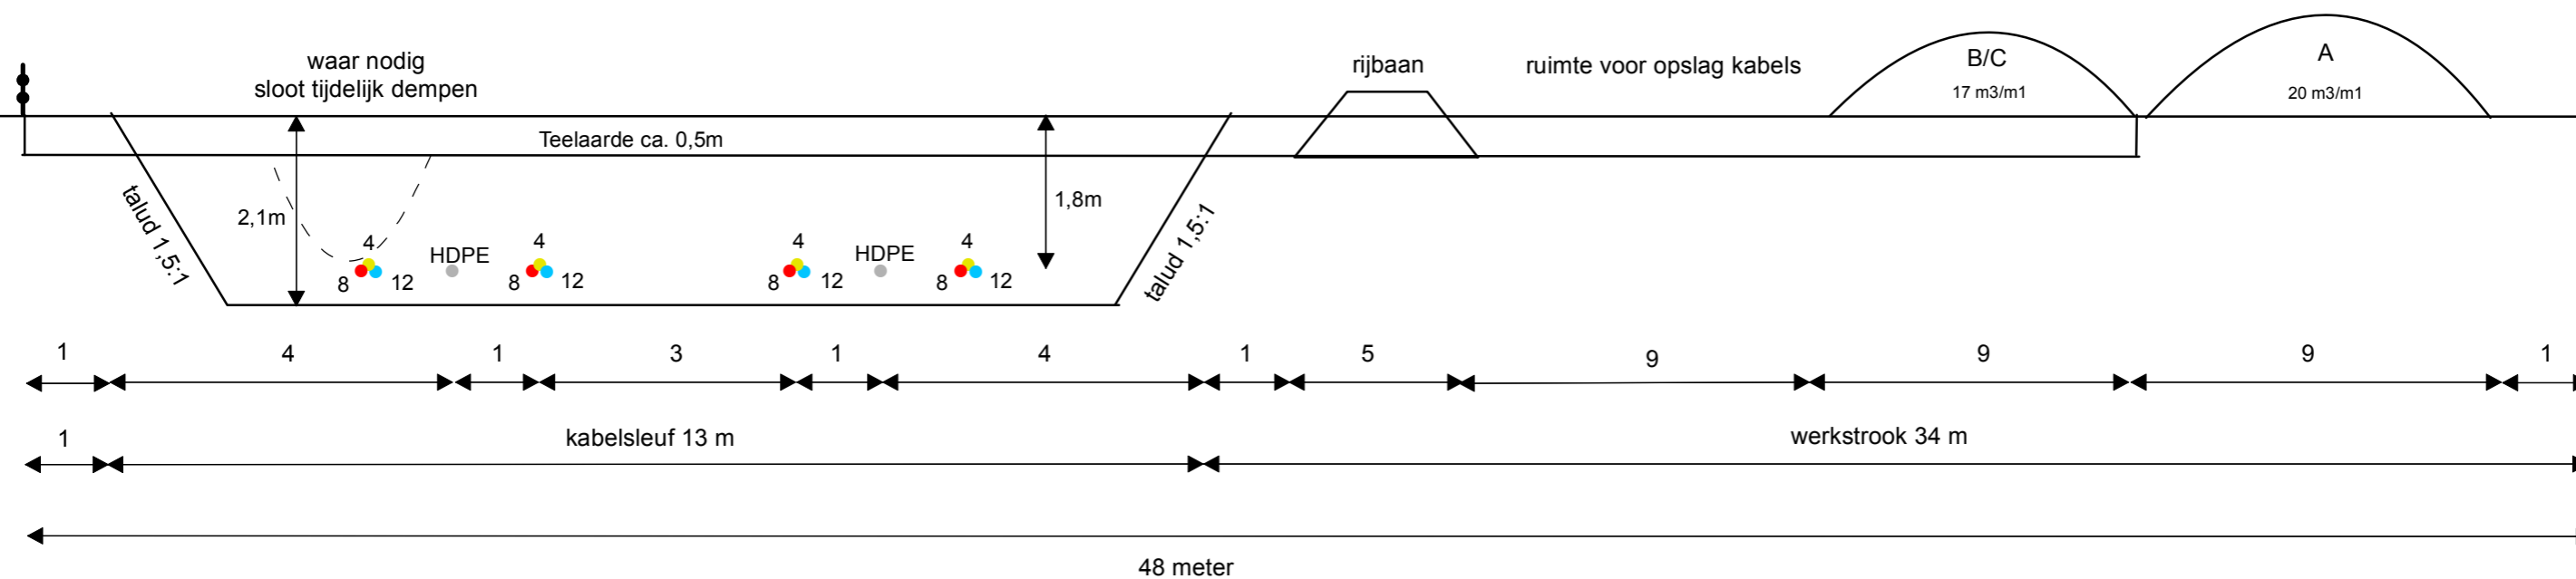 waar nodig
sloot tijdelijk dempen
rijbaan
ruimte voor opslag kabels
B/C
17 m3/m1
A
20 m3/m1
Teelaarde ca. 0,5m
talud 1,5:1
2,1m
1,8m
talud 1,5:1
4
8
12
HDPE
4
8
12
4
8
12
HDPE
4
8
12
1
4
1
3
1
4
1
5
9
9
9
1
1
kabelsleuf 13 m
werkstrook 34 m
48 meter